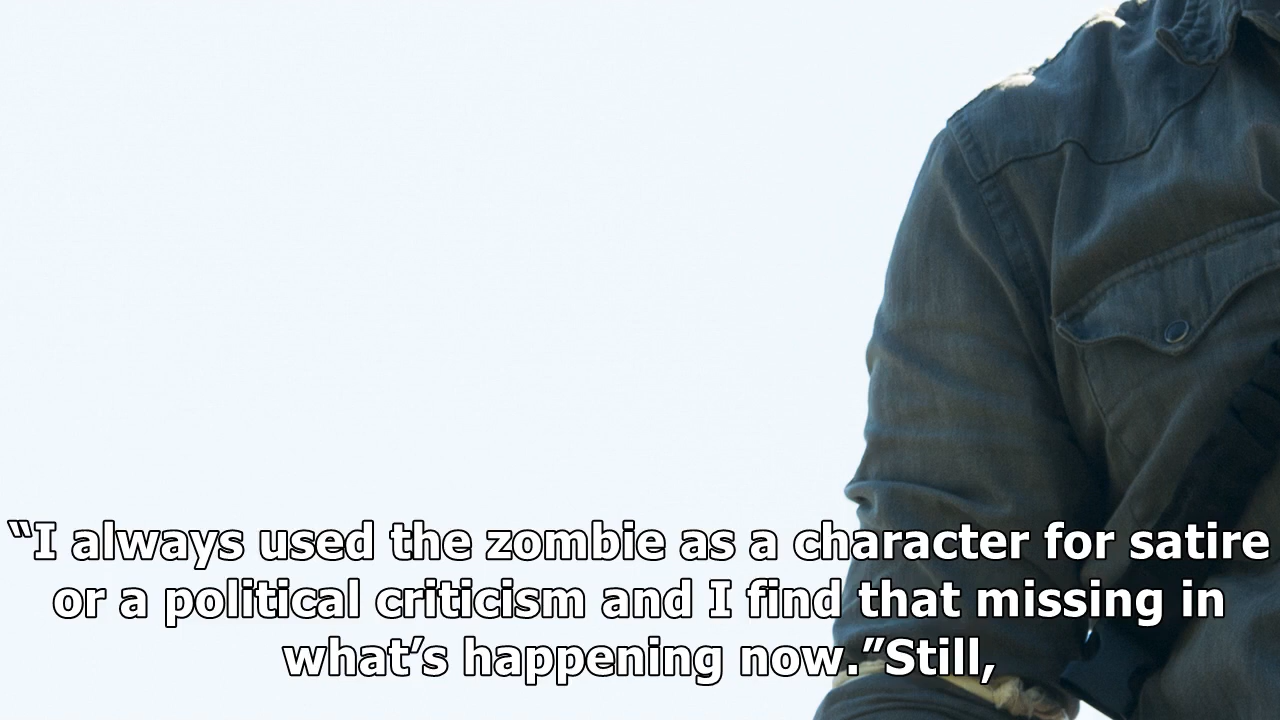 “I always used the zombie as a character for satire
or a political criticism and I find that missing in
what’s happening now.”Still,